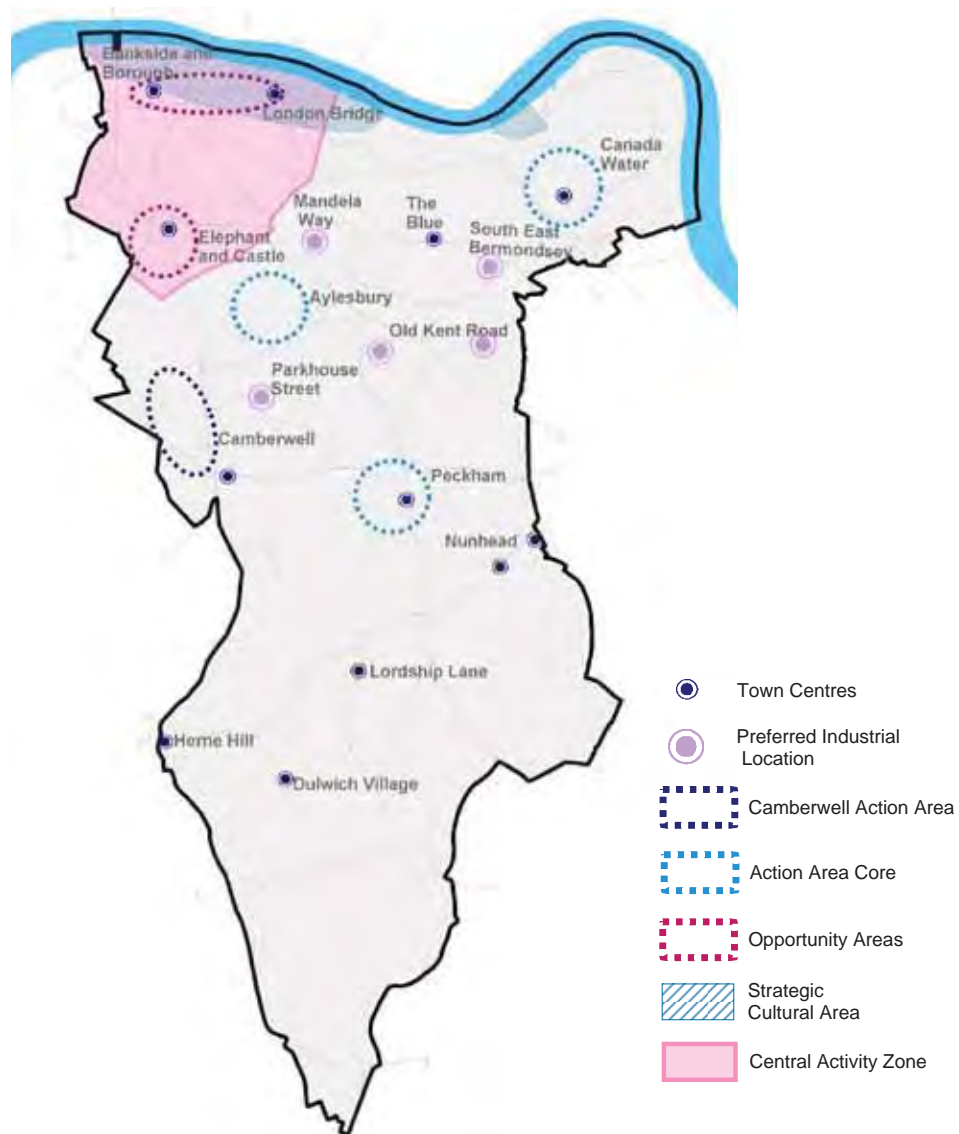 Bankside and
Borough
London Bridge
Canada
Water
Mandela
Way
The
Blue
South East
Bermondsey
Elephant
and Castle
Aylesbury
Old Kent Road
Parkhouse
Street
Camberwell
Peckham
Nunhead
Lordship Lane
Herne Hill
Dulwich Village
Town Centres
Preferred Industrial
Location
Camberwell Action Area
Action Area Core
Opportunity Areas
Strategic
Cultural Area
Central Activity Zone